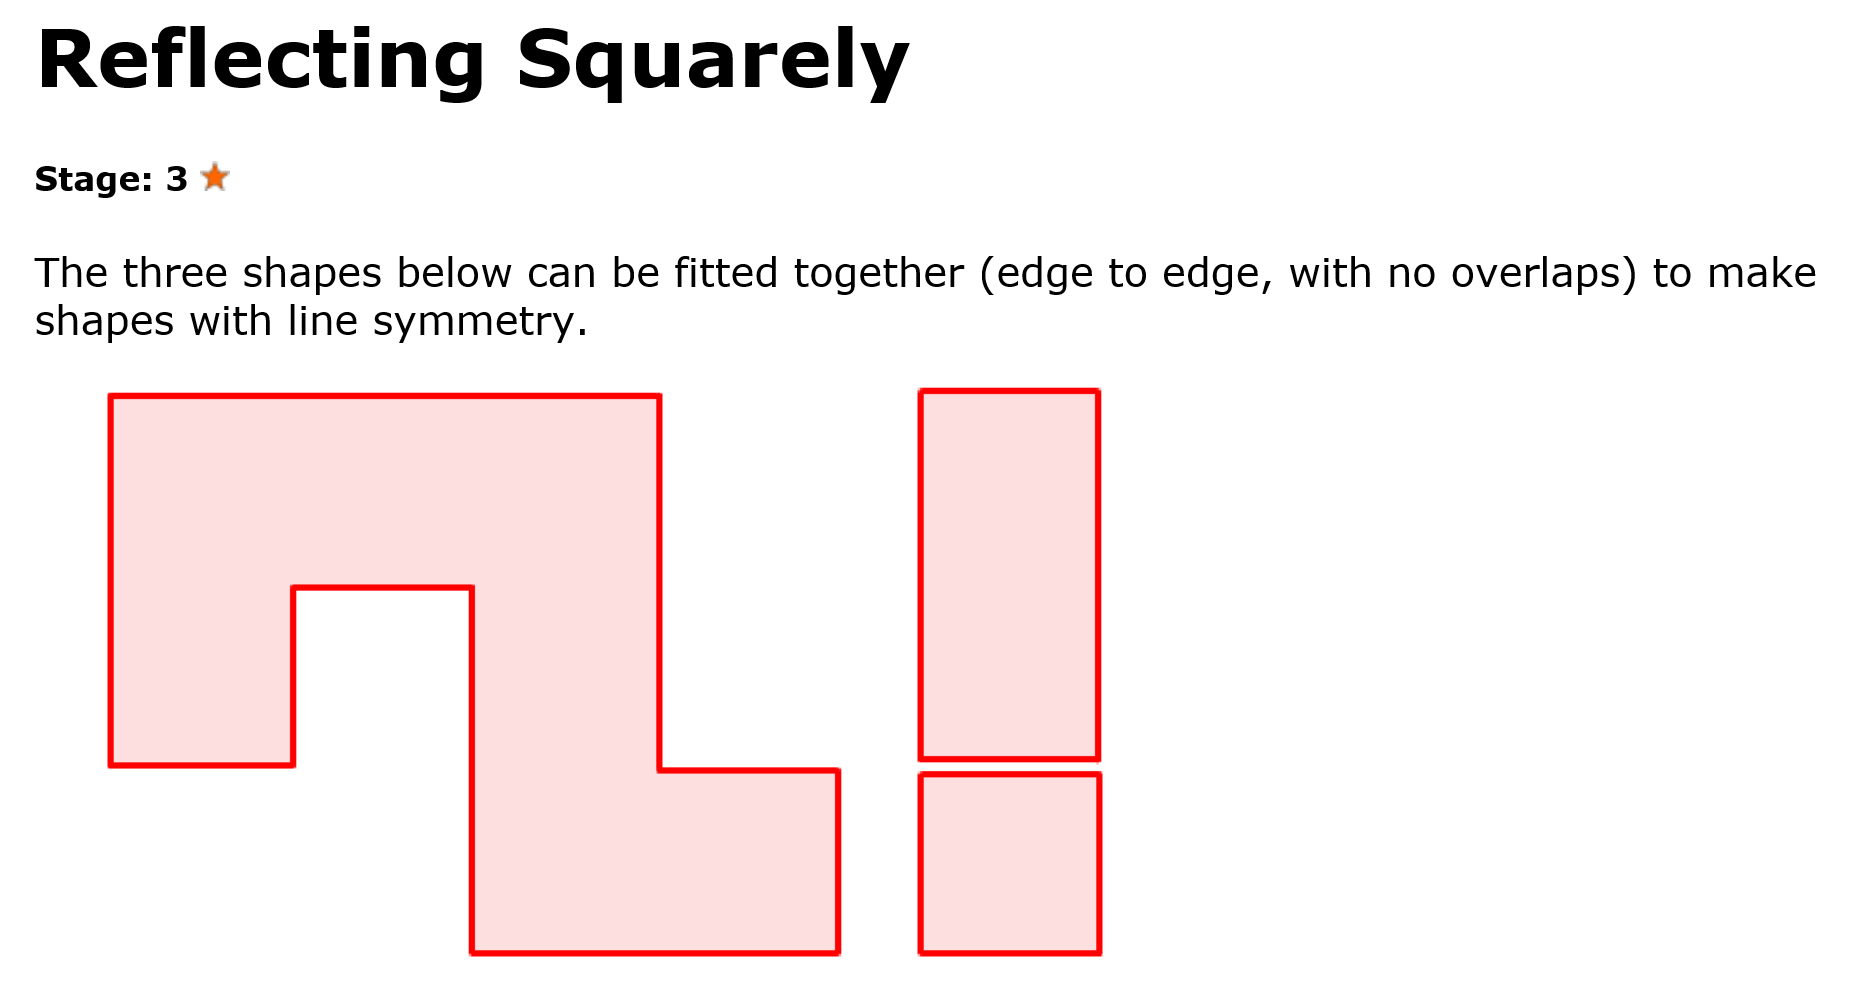 Reflecting Squarely
Stage: 3
The three shapes below can be fitted together (edge to edge, with no overlaps) to make
shapes with line symmetry.